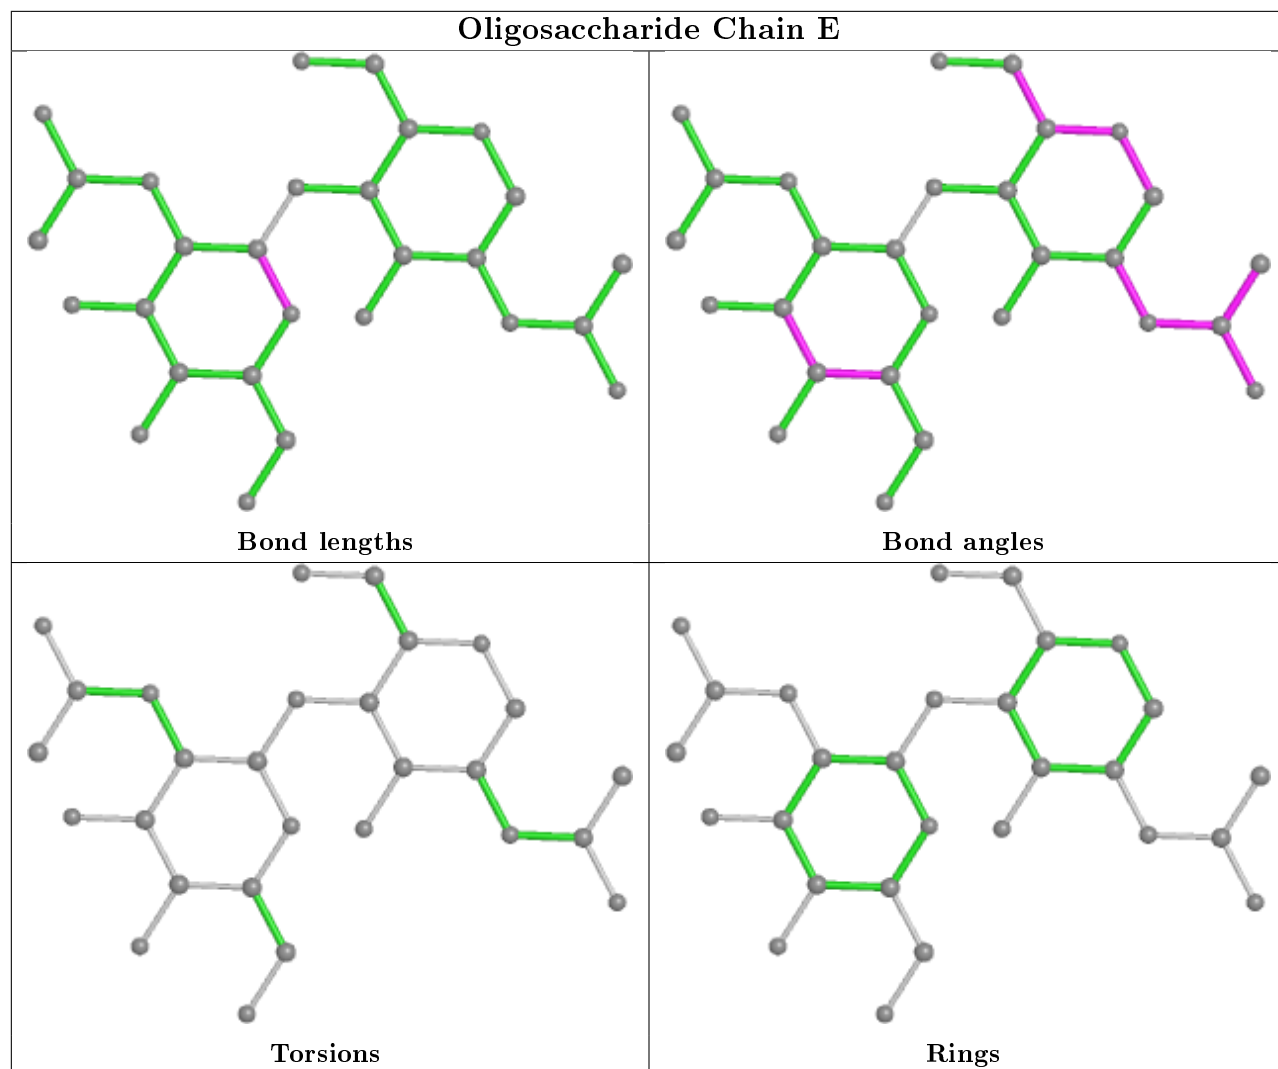 Oligosaccharide Chain E
Bond lengths
Bond angles
Torsions
Rings